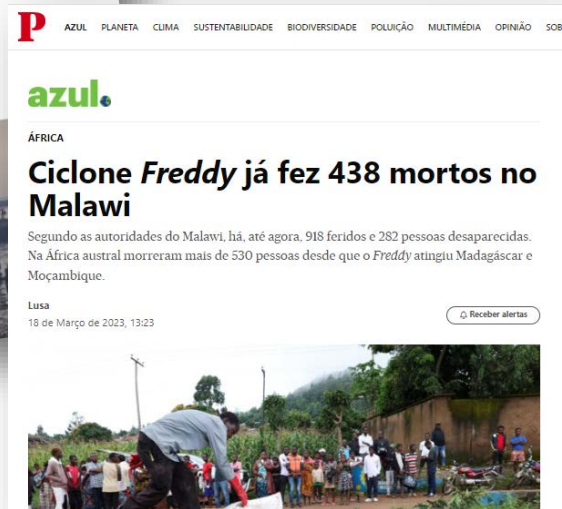 P AZUL PLANETA CLIMA SUSTENTABILIDADE BIODIVERSIDADE POLUIÇÃO MULTIMÉDIA OPINIÃO SOB
azul
ÁFRICA
Ciclone Freddy já fez 438 mortos no
Malawi
Segundo as autoridades do Malawi, há, até agora, 918 feridos e 282 pessoas desaparecidas.
Na África austral morreram mais de 530 pessoas desde que o Freddy atingiu Madagáscar e
Moçambique.
Lusa
18 de Março de 2023, 13:23
Receber alertas